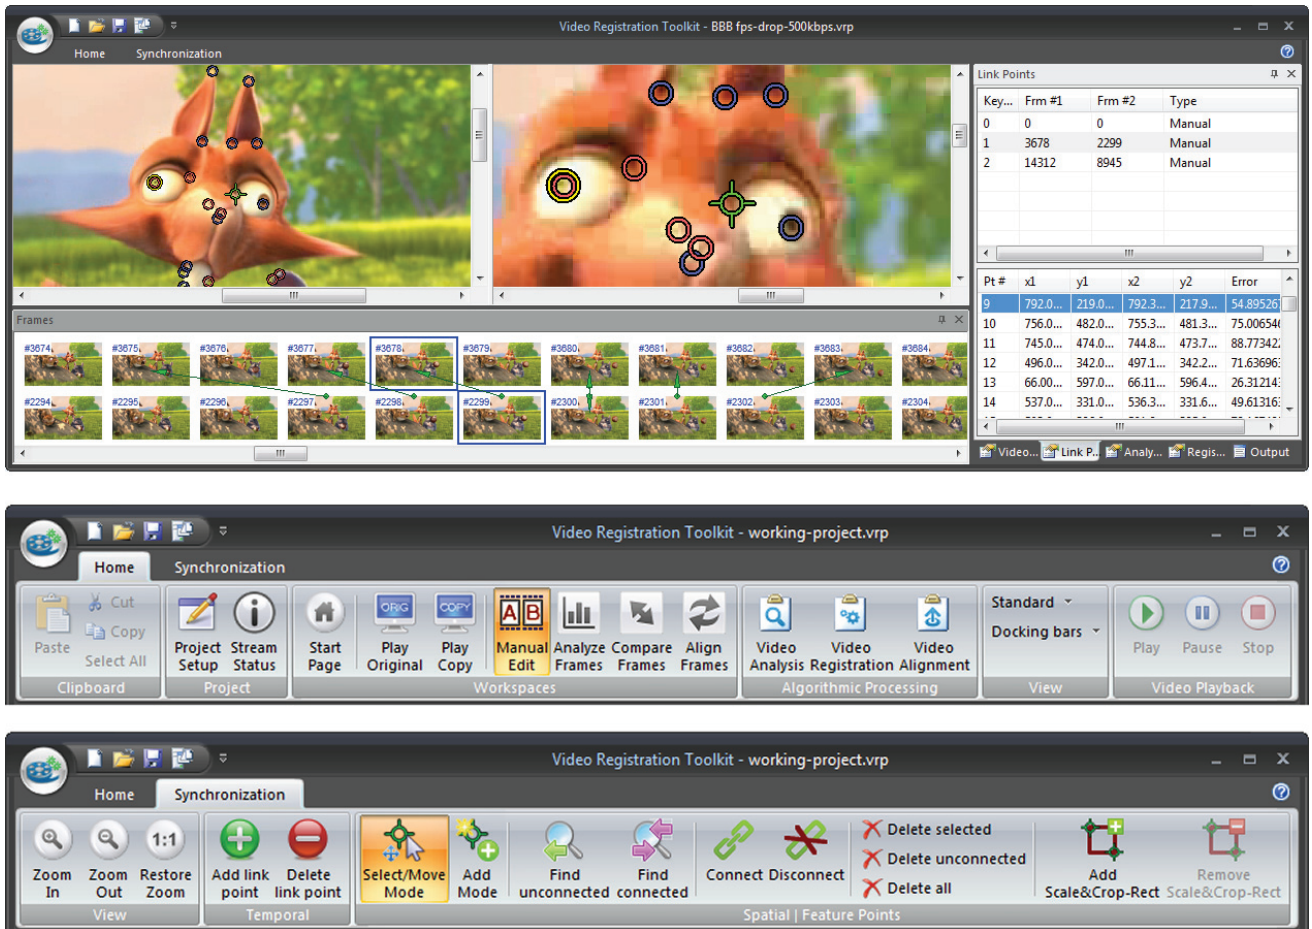 Video Registration Toolkit - BBB fps-drop-500kbps.vrp
Home Synchronization
Link Points
Key... Frm #1 Frm #2 Type
0 0 0 Manual
1 3678 2299 Manual
2 14312 8945 Manual
Pt # x1 y1 x2 y2 Error
9 792.0... 219.0... 792.3... 217.9... 54.89526
10 756.0... 482.0... 755.3... 481.3... 75.00654
11 745.0... 474.0... 744.8... 473.7... 88.77342
12 496.0... 342.0... 497.1... 342.2... 71.63696
13 66.00... 597.0... 66.11... 596.4... 26.31214
14 537.0... 331.0... 536.3... 331.6... 49.61316
Video... Link P... Analy... Regis... Output
Frames
#3674 #3675 #3676 #3677 #3678 #3679 #3680 #3681 #3682 #3683 #3684
#2294 #2295 #2296 #2297 #2298 #2299 #2300 #2301 #2302 #2303 #2304
Video Registration Toolkit - working-project.vrp
Home Synchronization
Paste Cut Copy Select All
Project Setup Stream Status
Start Page Play Original Play Copy Manual Edit Analyze Frames Compare Frames Align Frames
ORIG COPY A B
Video Analysis Video Registration Video Alignment
Standard
Docking bars
Play Pause Stop
Clipboard Project Workspaces Algorithmic Processing View Video Playback
Video Registration Toolkit - working-project.vrp
Home Synchronization
1:1
Zoom In Zoom Out Restore Zoom
Add link point Delete link point
Select/Move Mode Add Mode Find unconnected Find connected Connect Disconnect
Delete selected
Delete unconnected
Delete all
Add Scale&Crop-Rect Remove Scale&Crop-Rect
View Temporal Spatial | Feature Points